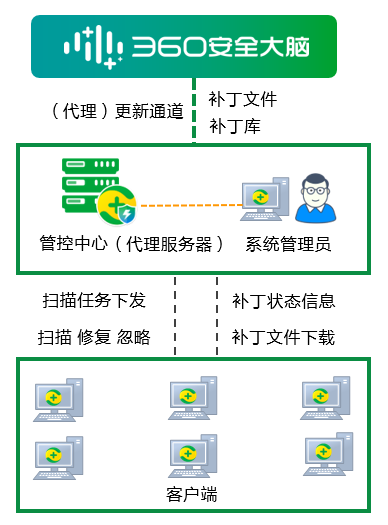 360安全大脑
（代理）更新通道
补丁文件
补丁库
管控中心（代理服务器）
系统管理员
扫描任务下发
补丁状态信息
扫描 修复 忽略
补丁文件下载
客户端